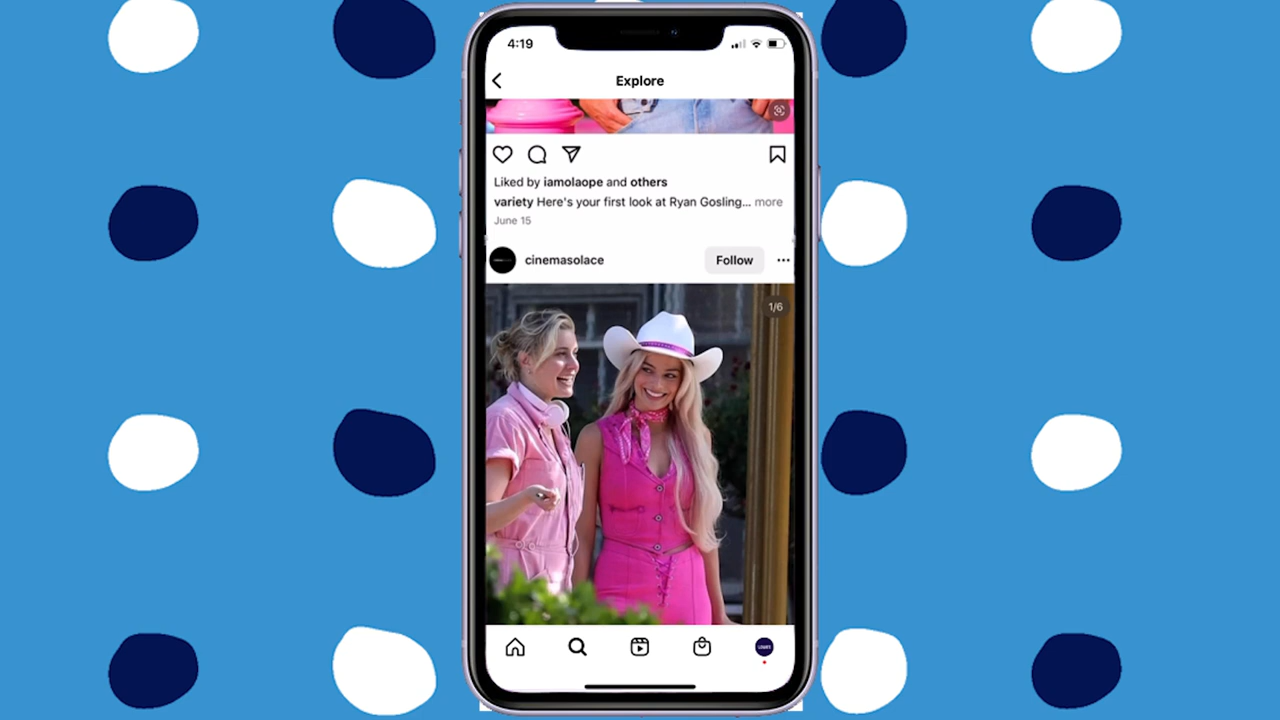 4:19
Explore
Liked by iamolaope and others
variety Here's your first look at Ryan Gosling... more
June 15
cinemasolace
Follow
1/6